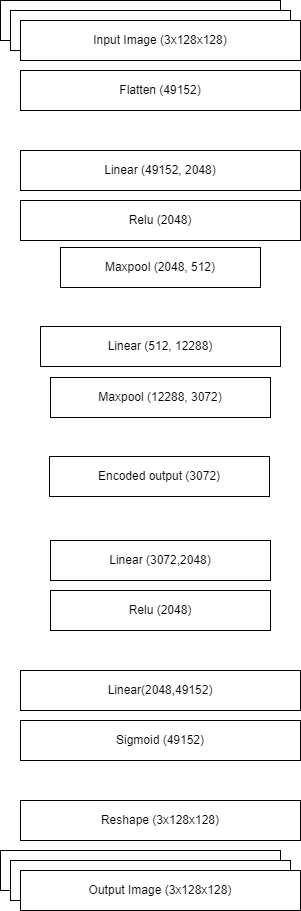 Input Image (3x128x128)
Flatten (49152)
Linear (49152, 2048)
Relu (2048)
Maxpool (2048, 512)
Linear (512, 12288)
Maxpool (12288, 3072)
Encoded output (3072)
Linear (3072,2048)
Relu (2048)
Linear(2048,49152)
Sigmoid (49152)
Reshape (3x128x128)
Output Image (3x128x128)